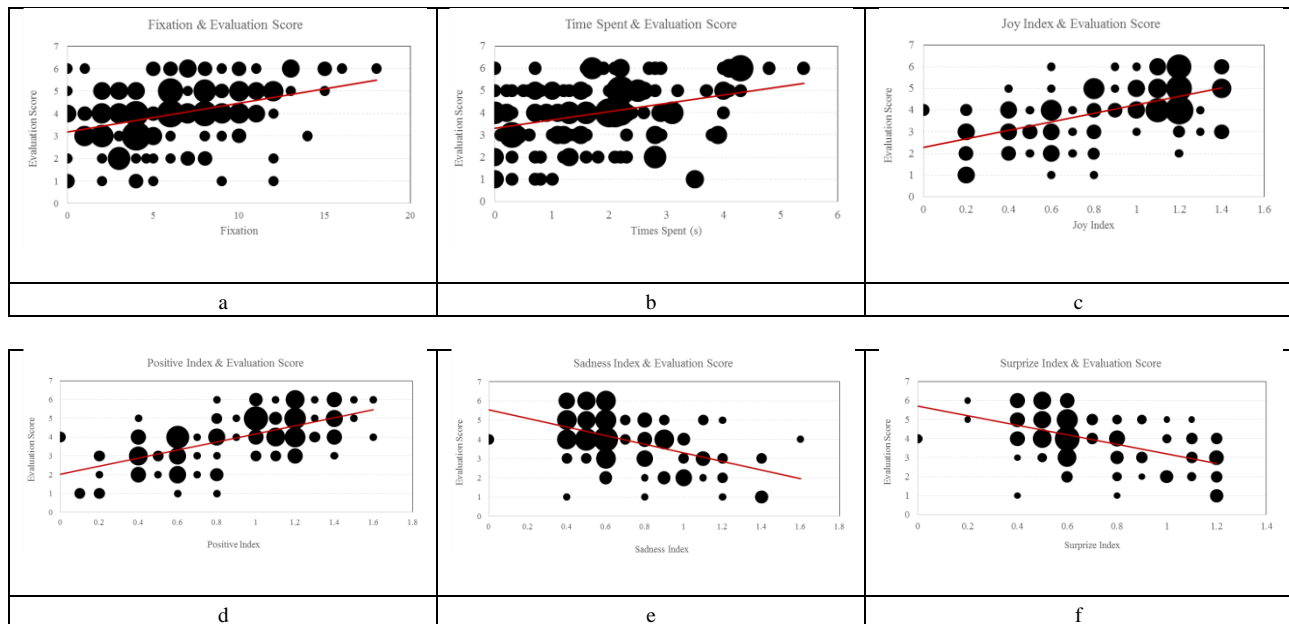 Fixation & Evaluation Score
7
6
5
4
3
2
1
0
Evaluation Score
0 5 10 15 20
Fixation
Time Spent & Evaluation Score
7
6
5
4
3
2
1
0
Evaluation Score
0 1 2 3 4 5 6
Times Spent (s)
Joy Index & Evaluation Score
7
6
5
4
3
2
1
0
Evaluation Score
0 0.2 0.4 0.6 0.8 1 1.2 1.4 1.6
Joy Index
a b c
Positive Index & Evaluation Score
7
6
5
4
3
2
1
0
Evaluation Score
0 0.2 0.4 0.6 0.8 1 1.2 1.4 1.6 1.8
Positive Index
Sadness Index & Evaluation Score
7
6
5
4
3
2
1
0
Evaluation Score
0 0.2 0.4 0.6 0.8 1 1.2 1.4 1.6 1.8
Sadness Index
Surprize Index & Evaluation Score
7
6
5
4
3
2
1
0
Evaluation Score
0 0.2 0.4 0.6 0.8 1 1.2 1.4
Surprize Index
d e f